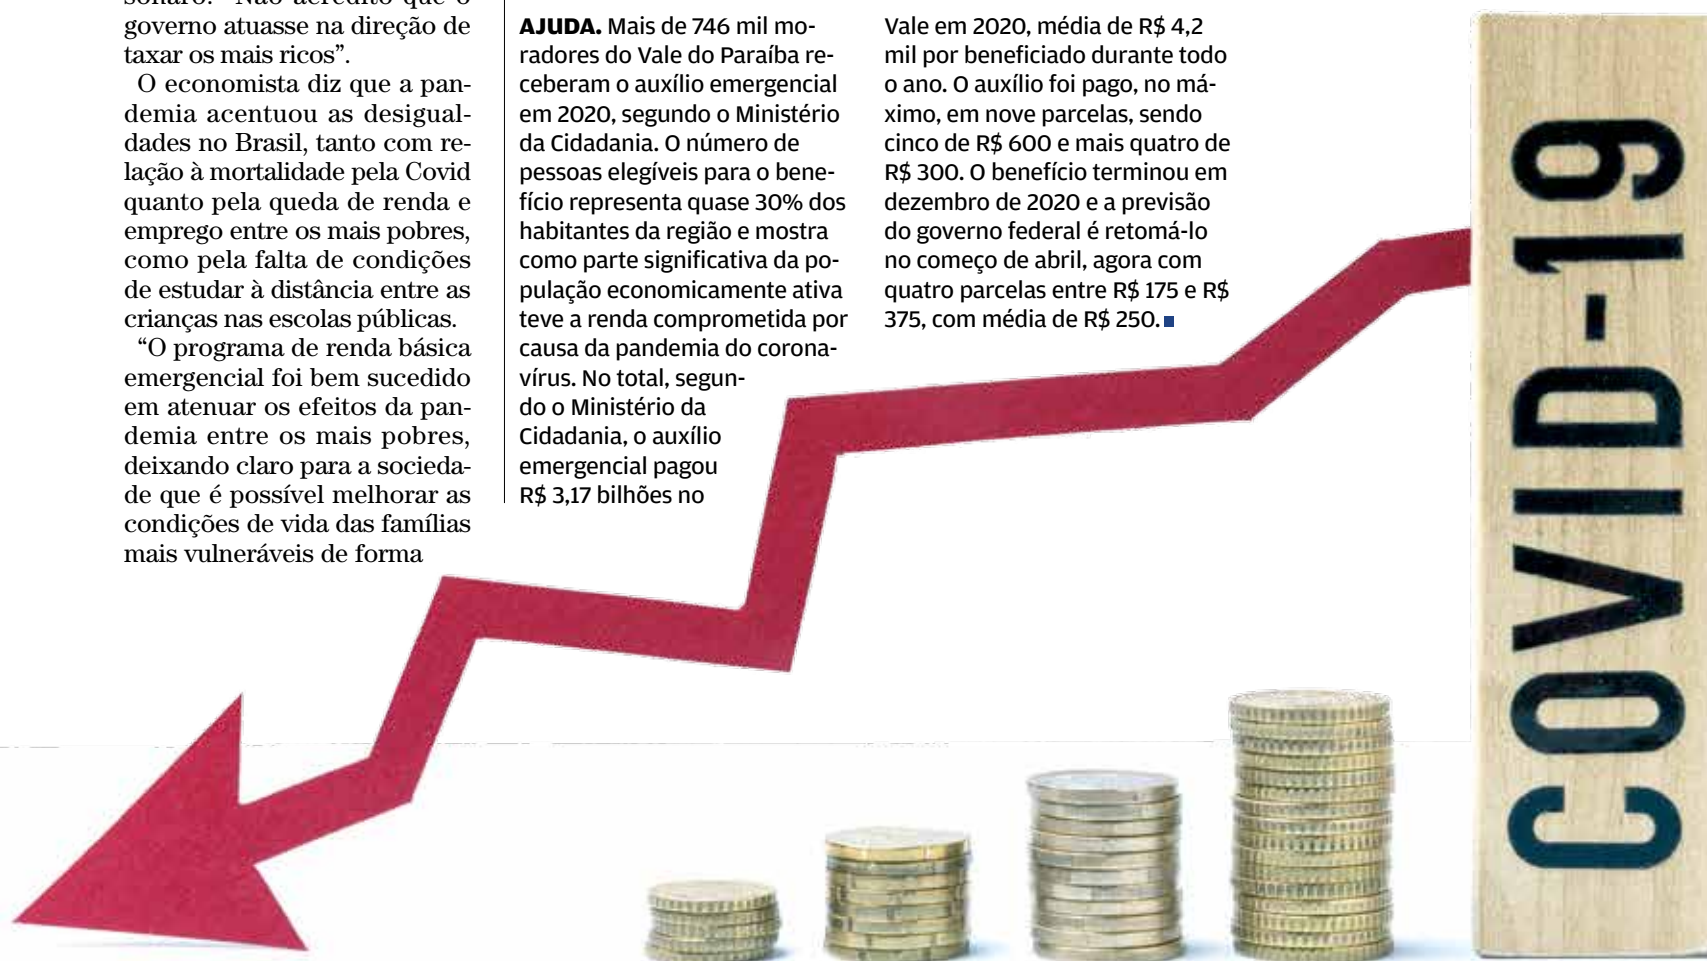 sonaro. “Não acredito que o
governo atuasse na direção de
taxar os mais ricos”.
O economista diz que a pan-
demia acentuou as desigual-
dades no Brasil, tanto com re-
lação à mortalidade pela Covid
quanto pela queda de renda e
emprego entre os mais pobres,
como pela falta de condições
de estudar à distância entre as
crianças nas escolas públicas.
“O programa de renda básica
emergencial foi bem sucedido
em atenuar os efeitos da pan-
demia entre os mais pobres,
deixando claro para a socieda-
de que é possível melhorar as
condições de vida das famílias
mais vulneráveis de forma
AJUDA. Mais de 746 mil mo-
radores do Vale do Paraíba re-
ceberam o auxílio emergencial
em 2020, segundo o Ministério
da Cidadania. O número de
pessoas elegíveis para o bene-
fício representa quase 30% dos
habitantes da região e mostra
como parte significativa da po-
pulação economicamente ativa
teve a renda comprometida por
causa da pandemia do corona-
vírus. No total, segun-
do o Ministério da
Cidadania, o auxílio
emergencial pagou
R$ 3,17 bilhões no
Vale em 2020, média de R$ 4,2
mil por beneficiado durante todo
o ano. O auxílio foi pago, no má-
ximo, em nove parcelas, sendo
cinco de R$ 600 e mais quatro de
R$ 300. O benefício terminou em
dezembro de 2020 e a previsão
do governo federal é retomá-lo
no começo de abril, agora com
quatro parcelas entre R$ 175 e R$
375, com média de R$ 250.
COVID-19